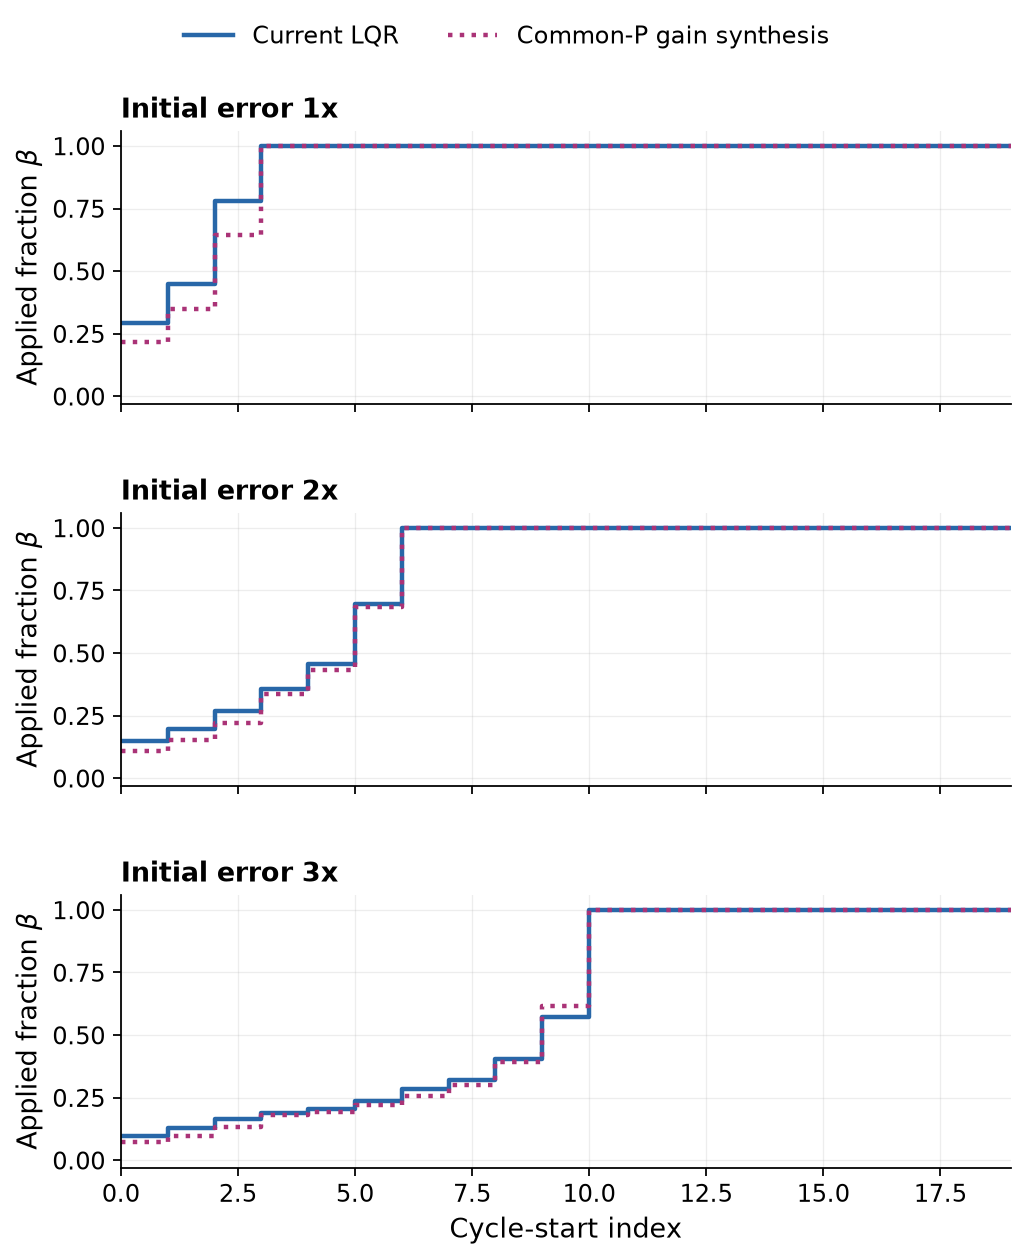 Current LQR  Common-P gain synthesis
Initial error 1x
Applied fraction β
1.00
0.75
0.50
0.25
0.00
Initial error 2x
Applied fraction β
1.00
0.75
0.50
0.25
0.00
Initial error 3x
Applied fraction β
1.00
0.75
0.50
0.25
0.00
0.0 2.5 5.0 7.5 10.0 12.5 15.0 17.5
Cycle-start index